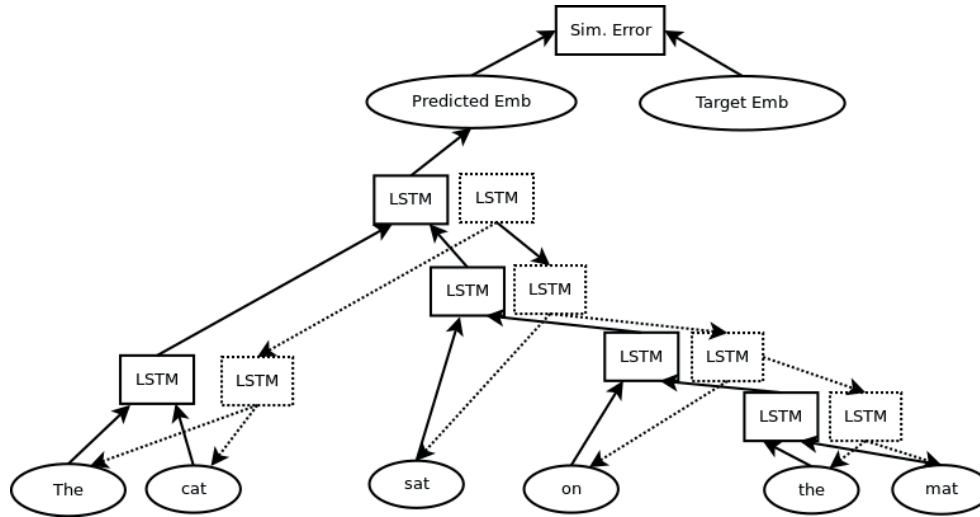 Sim. Error
Predicted Emb
Target Emb
LSTM
LSTM
LSTM
LSTM
LSTM
LSTM
LSTM
LSTM
LSTM
LSTM
The
cat
sat
on
the
mat